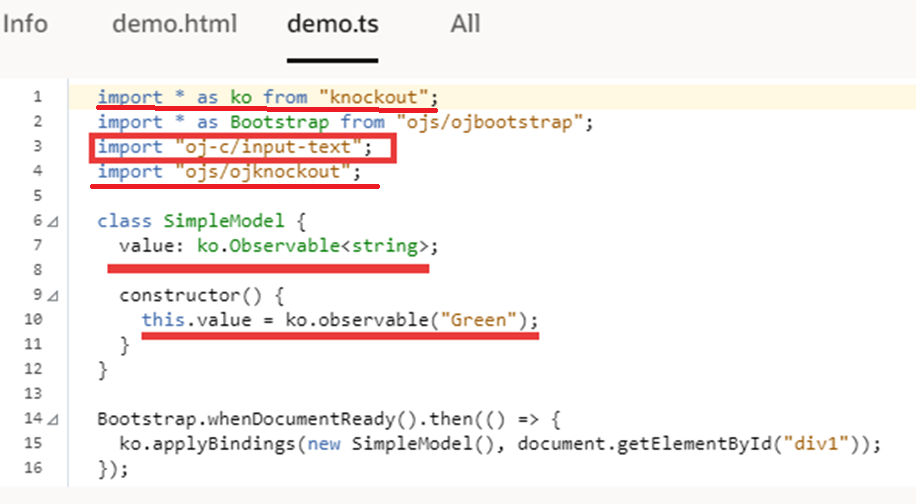 Info demo.html demo.ts All
1 import * as ko from "knockout";
2 import * as Bootstrap from "ojs/ojbootstrap";
3 import "oj-c/input-text";
4 import "ojs/ojknockout";
5
6 class SimpleModel {
7 value: ko.Observable<string>;
8
9 constructor() {
10 this.value = ko.observable("Green");
11 }
12 }
13
14 Bootstrap.whenDocumentReady().then(() => {
15 ko.applyBindings(new SimpleModel(), document.getElementById("div1"));
16 });